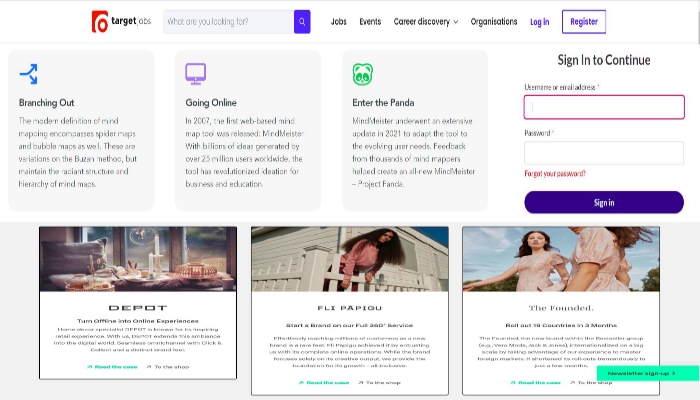 targetjobs
What are you looking for?
Jobs
Events
Career discovery
Organisations
Log in
Register
Branching Out
The modern definition of mind
mapping encompasses spider maps
and bubble maps as well. These are
variations on the Buzan method, but
maintain the radiant structure and
hierarchy of mind maps.
Going Online
In 2007, the first web-based mind
map tool was released: MindMeister
With billions of ideas generated by
over 25 million users worldwide, the
tool has revolutionized ideation for
business and education.
Enter the Panda
MindMeister underwent an extensive
update in 2021 to adapt the tool to
the evolving user needs. Feedback
from thousands of mind mappers
helped create an all-new MindMeister
– Project Panda.
Sign In to Continue
Username or email address *
Password *
Forgot your password?
Sign in
DEPOT
Turn Offline into Online Experiences
Home decor specialist DEPOT is known for its inspiring
retail experience. With us, DEPOT extends this ambiance
into the digital world. Seamless omnichannel with Click &
Collect and a distinct brand feel.
Read the case
To the shop
FLI PAPIGU
Start a Brand on our Full 360° Service
Effortlessly reaching millions of customers as a new
brand is a rare feat. Fli Papigu achieved it by entrusting
us with its complete online operations. While the brand
focuses solely on its creative output, we provide the
foundation for its growth – all-inclusive.
Read the case
To the shop
The Founded.
Roll out 19 Countries in 3 Months
The Founded, the new brand within the Bestseller group
(e.g., Vero Moda, Jack & Jones), internationalized on a big
scale by taking advantage of our experience to master
foreign markets. It shortened its roll-outs tremendously to
just a few months.
Read the case
To the shop
Newsletter sign-up